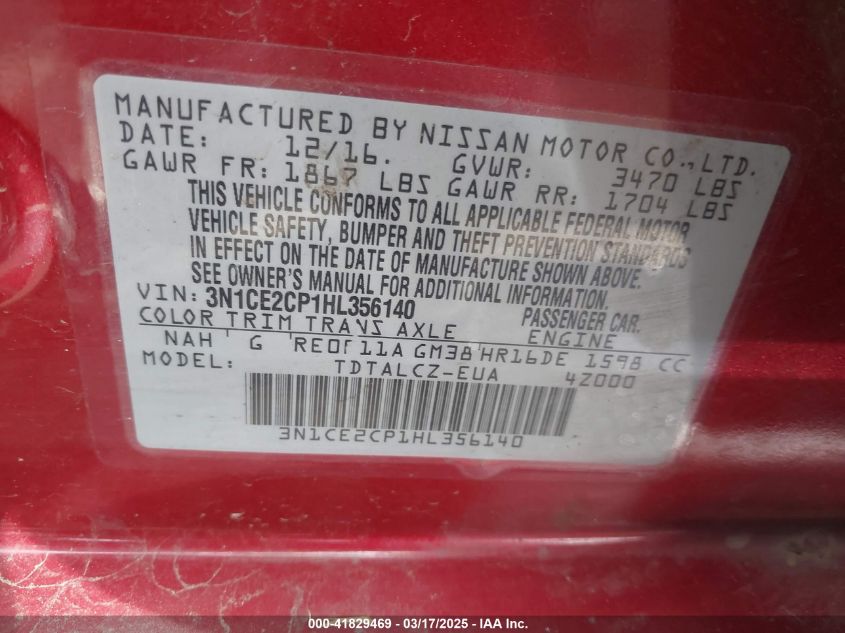 MANUFACTURED BY NISSAN MOTOR CO., LTD.
DATE: 12/16. GVWR: 3470 LBS
GAWR FR: 1867 LBS GAWR RR: 1704 LBS
THIS VEHICLE CONFORMS TO ALL APPLICABLE FEDERAL MOTOR
VEHICLE SAFETY, BUMPER AND THEFT PREVENTION STANDARDS
IN EFFECT ON THE DATE OF MANUFACTURE SHOWN ABOVE.
SEE OWNER'S MANUAL FOR ADDITIONAL INFORMATION.
VIN: 3N1CE2CP1HL356140 PASSENGER CAR.
COLOR TRIM TRANS AXLE ENGINE
NAH G RE0F11A GM38 HR16DE 1598 CC
MODEL: TDTALCZ-EUA 4Z000
3N1CE2CP1HL356140
000-41829469 | 03/17/2025 - COPYRIGHT 2025 IAA, Inc.